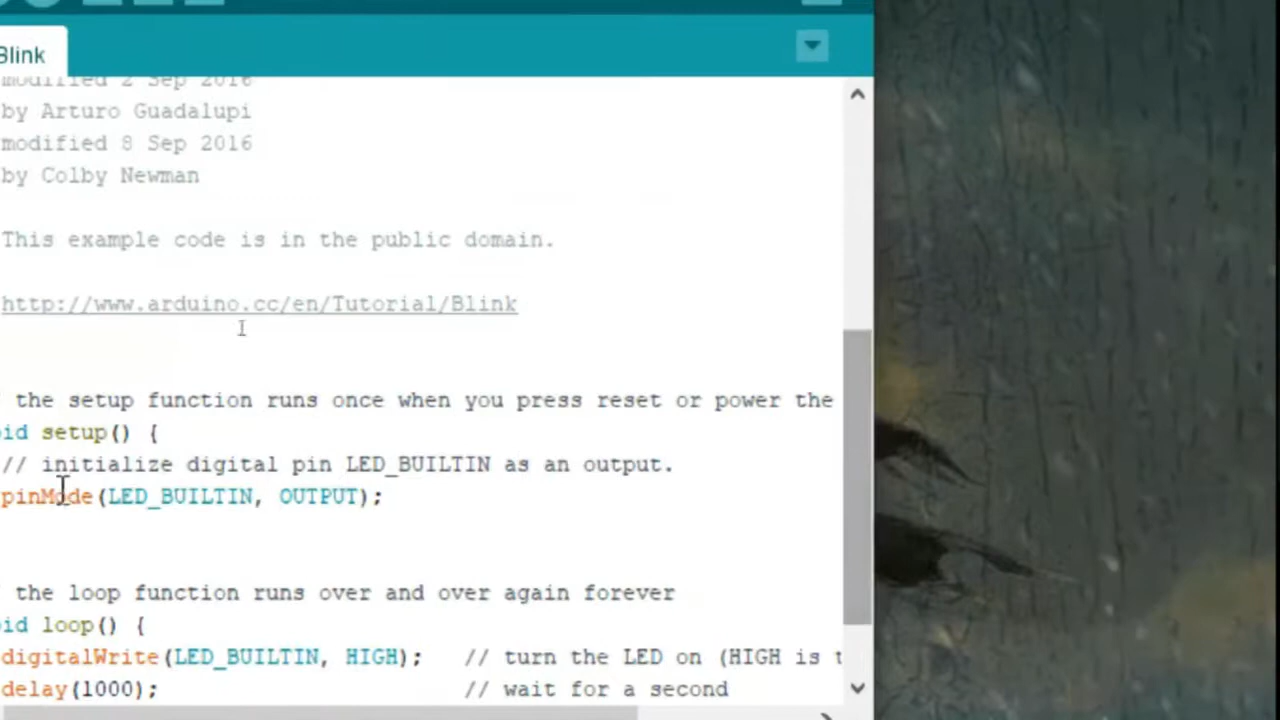 Blink
modified 2 Sep 2016
by Arturo Guadalupi
modified 8 Sep 2016
by Colby Newman
This example code is in the public domain.
http://www.arduino.cc/en/Tutorial/Blink
the setup function runs once when you press reset or power the
id setup() {
// initialize digital pin LED_BUILTIN as an output.
pinMode(LED_BUILTIN, OUTPUT);
the loop function runs over and over again forever
id loop() {
digitalWrite(LED_BUILTIN, HIGH); // turn the LED on (HIGH is t
delay(1000); // wait for a second